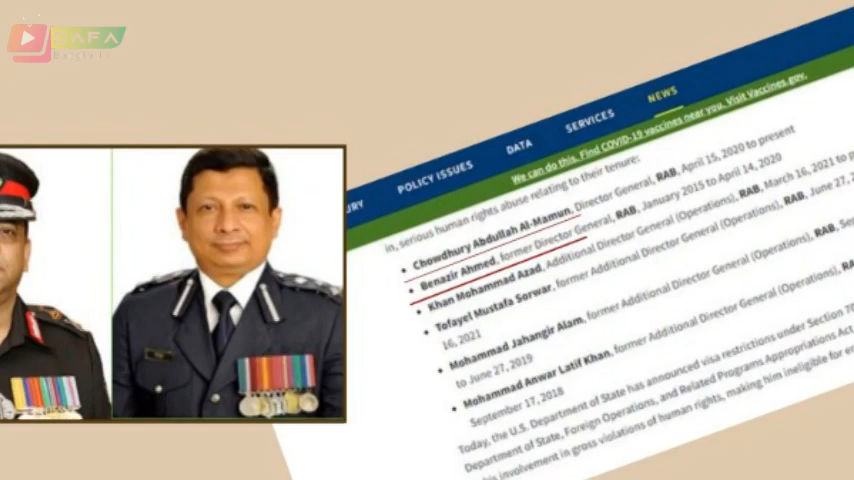 DAFA
URY POLICY ISSUES DATA SERVICES NEWS
We can do this. Find COVID-19 vaccines near you. Visit Vaccines.gov.
in, serious human rights abuse relating to their tenure:
• Chowdhury Abdullah Al-Mamun, Director General, RAB, April 15, 2020 to present
• Benazir Ahmed, former Director General, RAB, January 2015 to April 14, 2020
• Khan Mohammad Azad, Additional Director General (Operations), RAB, March 16, 2021 to p
• Tofayel Mustafa Sorwar, former Additional Director General (Operations), RAB, June 27, 2
16, 2021
• Mohammad Jahangir Alam, former Additional Director General (Operations), RAB, Se
to June 27, 2019
• Mohammad Anwar Latif Khan, former Additional Director General (Operations), RA
September 17, 2018
Today, the U.S. Department of State has announced visa restrictions under Section 70
Department of State, Foreign Operations, and Related Programs Appropriations Act
his involvement in gross violations of human rights, making him ineligible for en